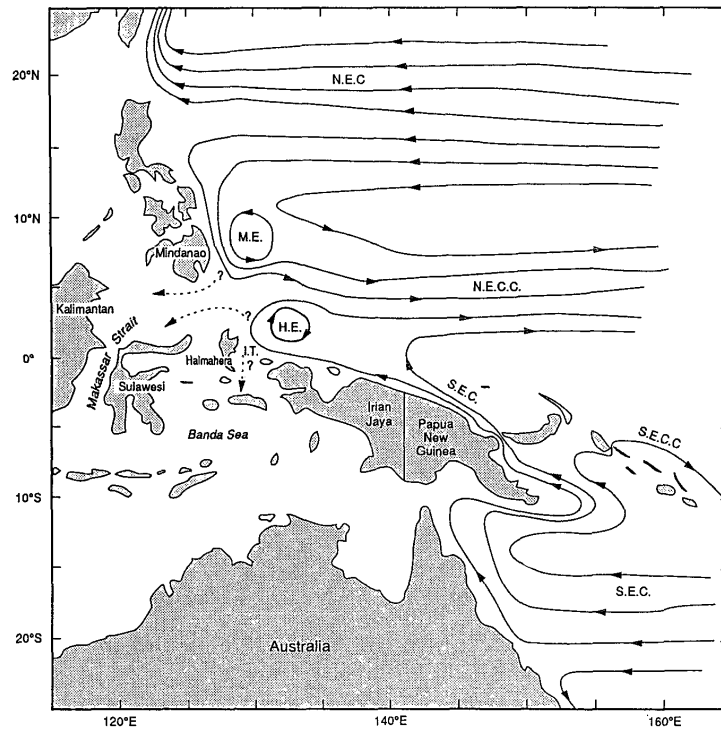 20°N
10°N
0°
10°S
20°S
120°E
140°E
160°E
N.E.C
M.E.
Mindanao
?
N.E.C.C.
Kalimantan
Makassar Strait
?
H.E.
Halmahera
I.T.
?
Sulawesi
S.E.C.
Irian
Jaya
Papua
New
Guinea
Banda Sea
S.E.C.C
S.E.C.
Australia